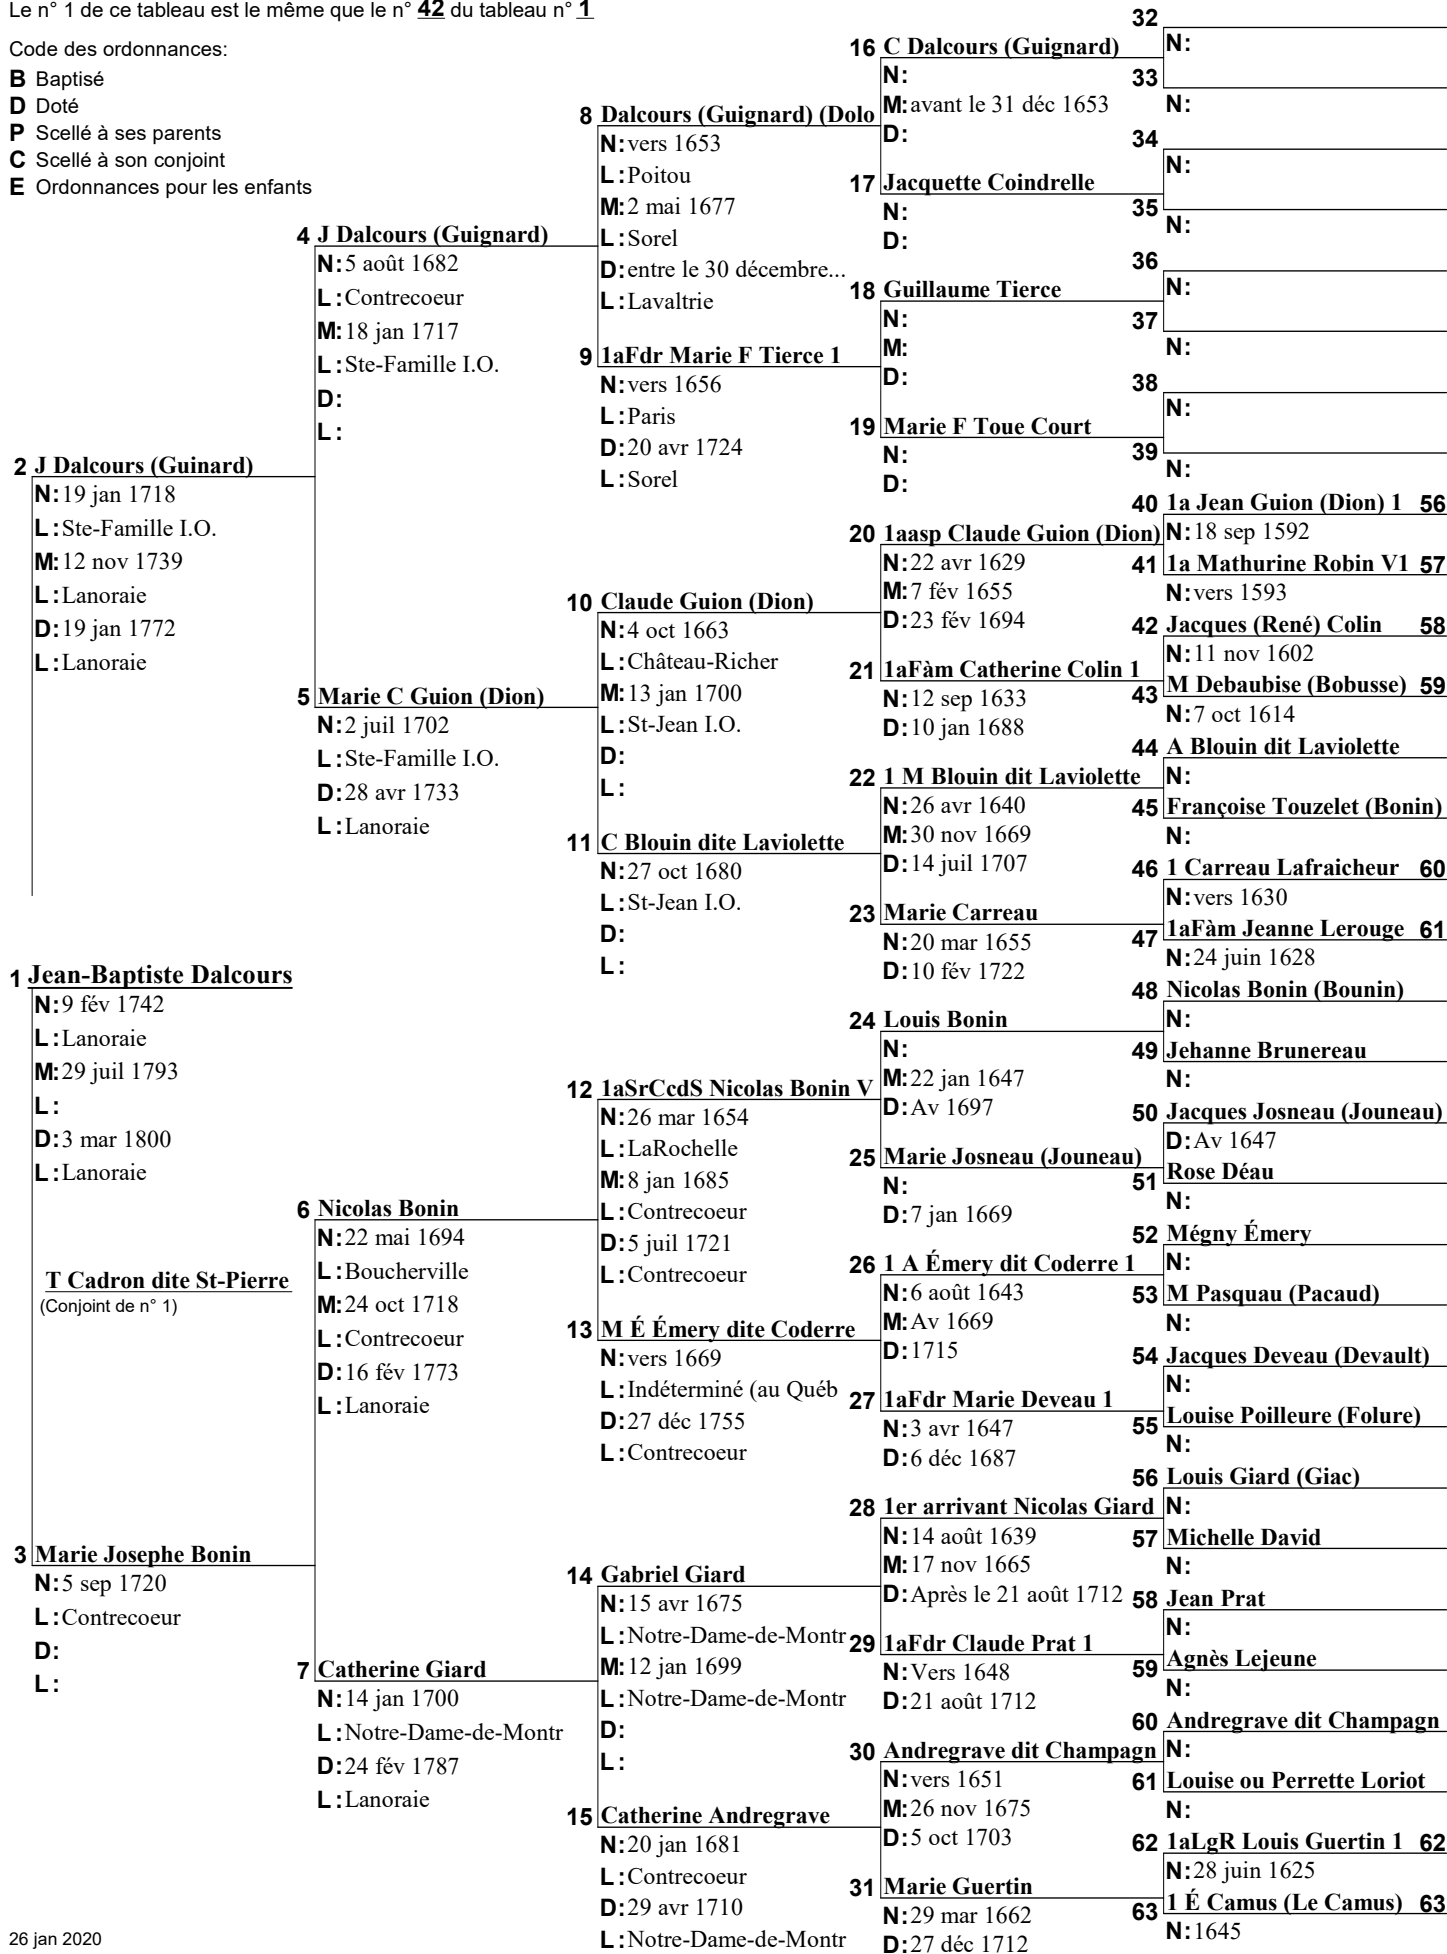 Le n° 1 de ce tableau est le même que le n° 42 du tableau n° 1
Code des ordonnances:
B Baptisé
D Doté
P Scellé à ses parents
C Scellé à son conjoint
E Ordonnances pour les enfants
2 J Dalcours (Guinard)
N: 19 jan 1718
L: Ste-Famille I.O.
M: 12 nov 1739
L: Lanoraie
D: 19 jan 1772
L: Lanoraie
1 Jean-Baptiste Dalcours
N: 9 fév 1742
L: Lanoraie
M: 29 juil 1793
L:
D: 3 mar 1800
L: Lanoraie
T Cadron dite St-Pierre
(Conjoint de n° 1)
3 Marie Josephe Bonin
N: 5 sep 1720
L: Contrecoeur
D:
L:
26 jan 2020
4 J Dalcours (Guignard)
N: 5 août 1682
L: Contrecoeur
M: 18 jan 1717
L: Ste-Famille I.O.
D:
L:
5 Marie C Guion (Dion)
N: 2 juil 1702
L: Ste-Famille I.O.
D: 28 avr 1733
L: Lanoraie
6 Nicolas Bonin
N: 22 mai 1694
L: Boucherville
M: 24 oct 1718
L: Contrecoeur
D: 16 fév 1773
L: Lanoraie
7 Catherine Giard
N: 14 jan 1700
L: Notre-Dame-de-Montr
D: 24 fév 1787
L: Lanoraie
8 Dalcours (Guignard) (Dolo
N: vers 1653
L: Poitou
M: 2 mai 1677
L: Sorel
D: entre le 30 décembre...
L: Lavaltrie
9 1aFdr Marie F Tierce 1
N: vers 1656
L: Paris
D: 20 avr 1724
L: Sorel
10 Claude Guion (Dion)
N: 4 oct 1663
L: Château-Richer
M: 13 jan 1700
L: St-Jean I.O.
D:
L:
11 C Blouin dite Laviolette
N: 27 oct 1680
L: St-Jean I.O.
D:
L:
12 1aSrCcdS Nicolas Bonin V
N: 26 mar 1654
L: LaRochelle
M: 8 jan 1685
L: Contrecoeur
D: 5 juil 1721
L: Contrecoeur
13 M É Émery dite Coderre
N: vers 1669
L: Indéterminé (au Québ
D: 27 déc 1755
L: Contrecoeur
14 Gabriel Giard
N: 15 avr 1675
L: Notre-Dame-de-Montr
M: 12 jan 1699
L: Notre-Dame-de-Montr
D:
L:
15 Catherine Andregrave
N: 20 jan 1681
L: Contrecoeur
D: 29 avr 1710
L: Notre-Dame-de-Montr
16 C Dalcours (Guignard)
N:
M: avant le 31 déc 1653
D:
17 Jacquette Coindrelle
N:
D:
18 Guillaume Tierce
N:
M:
D:
19 Marie F Toue Court
N:
D:
20 1aasp Claude Guion (Dion)
N: 22 avr 1629
M: 7 fév 1655
D: 23 fév 1694
21 1aFàm Catherine Colin 1
N: 12 sep 1633
D: 10 jan 1688
22 1 M Blouin dit Laviolette
N: 26 avr 1640
M: 30 nov 1669
D: 14 juil 1707
23 Marie Carreau
N: 20 mar 1655
D: 10 fév 1722
24 Louis Bonin
N:
M: 22 jan 1647
D: Av 1697
25 Marie Josneau (Jouneau)
N:
D: 7 jan 1669
26 1 A Émery dit Coderre 1
N: 6 août 1643
M: Av 1669
D: 1715
27 1aFdr Marie Deveau 1
N: 3 avr 1647
D: 6 déc 1687
28 1er arrivant Nicolas Giard
N: 14 août 1639
M: 17 nov 1665
D: Après le 21 août 1712
29 1aFdr Claude Prat 1
N: Vers 1648
D: 21 août 1712
30 Andregrave dit Champagn
N: vers 1651
M: 26 nov 1675
D: 5 oct 1703
31 Marie Guertin
N: 29 mar 1662
D: 27 déc 1712
32
N:
33
N:
34
N:
35
N:
36
N:
37
N:
38
N:
39
N:
40 1a Jean Guion (Dion) 1 56
N: 18 sep 1592
41 1a Mathurine Robin V1 57
N: vers 1593
42 Jacques (René) Colin 58
N: 11 nov 1602
43 M Debaubise (Bobusse) 59
N: 7 oct 1614
44 A Blouin dit Laviolette
N:
45 Françoise Touzelet (Bonin)
N:
46 1 Carreau Lafraicheur 60
N: vers 1630
47 1aFàm Jeanne Lerouge 61
N: 24 juin 1628
48 Nicolas Bonin (Bounin)
N:
49 Jehanne Brunereau
N:
50 Jacques Josneau (Jouneau)
D: Av 1647
51 Rose Déau
N:
52 Mégny Émery
N:
53 M Pasquau (Pacaud)
N:
54 Jacques Deveau (Devault)
N:
55 Louise Poilleure (Folure)
N:
56 Louis Giard (Giac)
N:
57 Michelle David
N:
58 Jean Prat
N:
59 Agnès Lejeune
N:
60 Andregrave dit Champagn
N:
61 Louise ou Perrette Loriot
N:
62 1aLgR Louis Guertin 1 62
N: 28 juin 1625
63 1 É Camus (Le Camus) 63
N: 1645